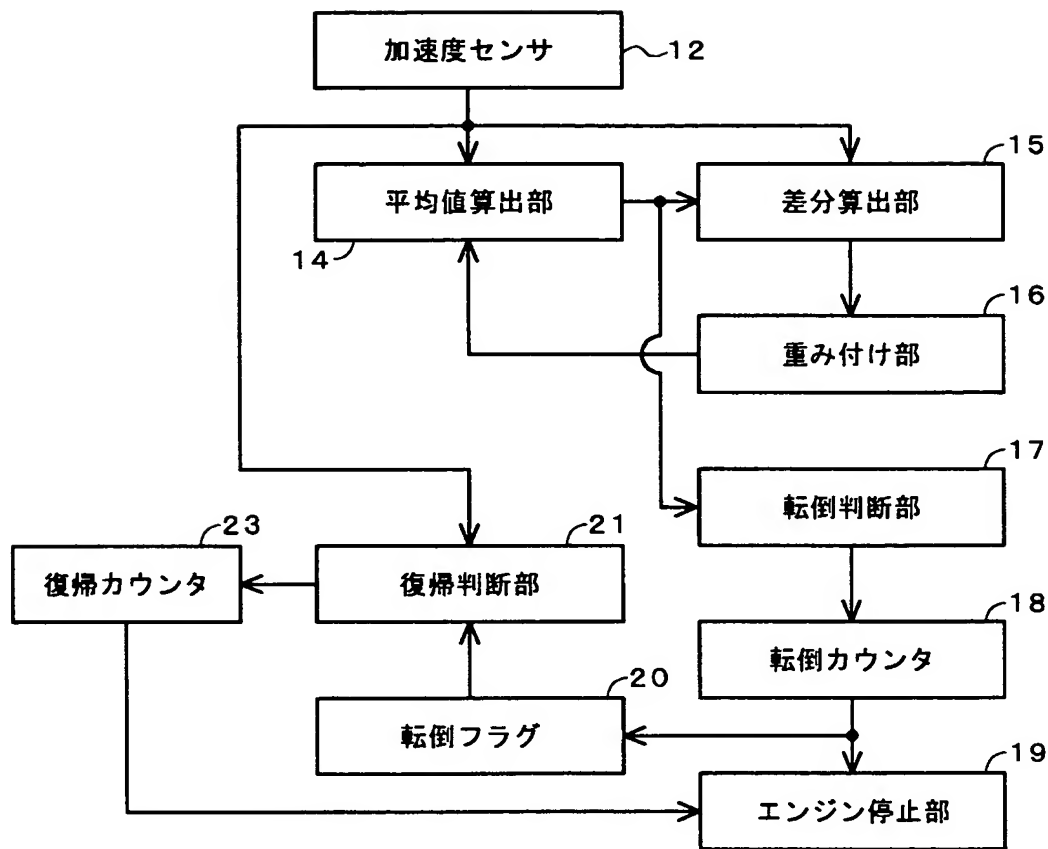 加速度センサ
12
15
平均値算出部
差分算出部
14
16
重み付け部
17
転倒判断部
23
21
復帰カウンタ
復帰判断部
18
転倒カウンタ
20
転倒フラグ
19
エンジン停止部